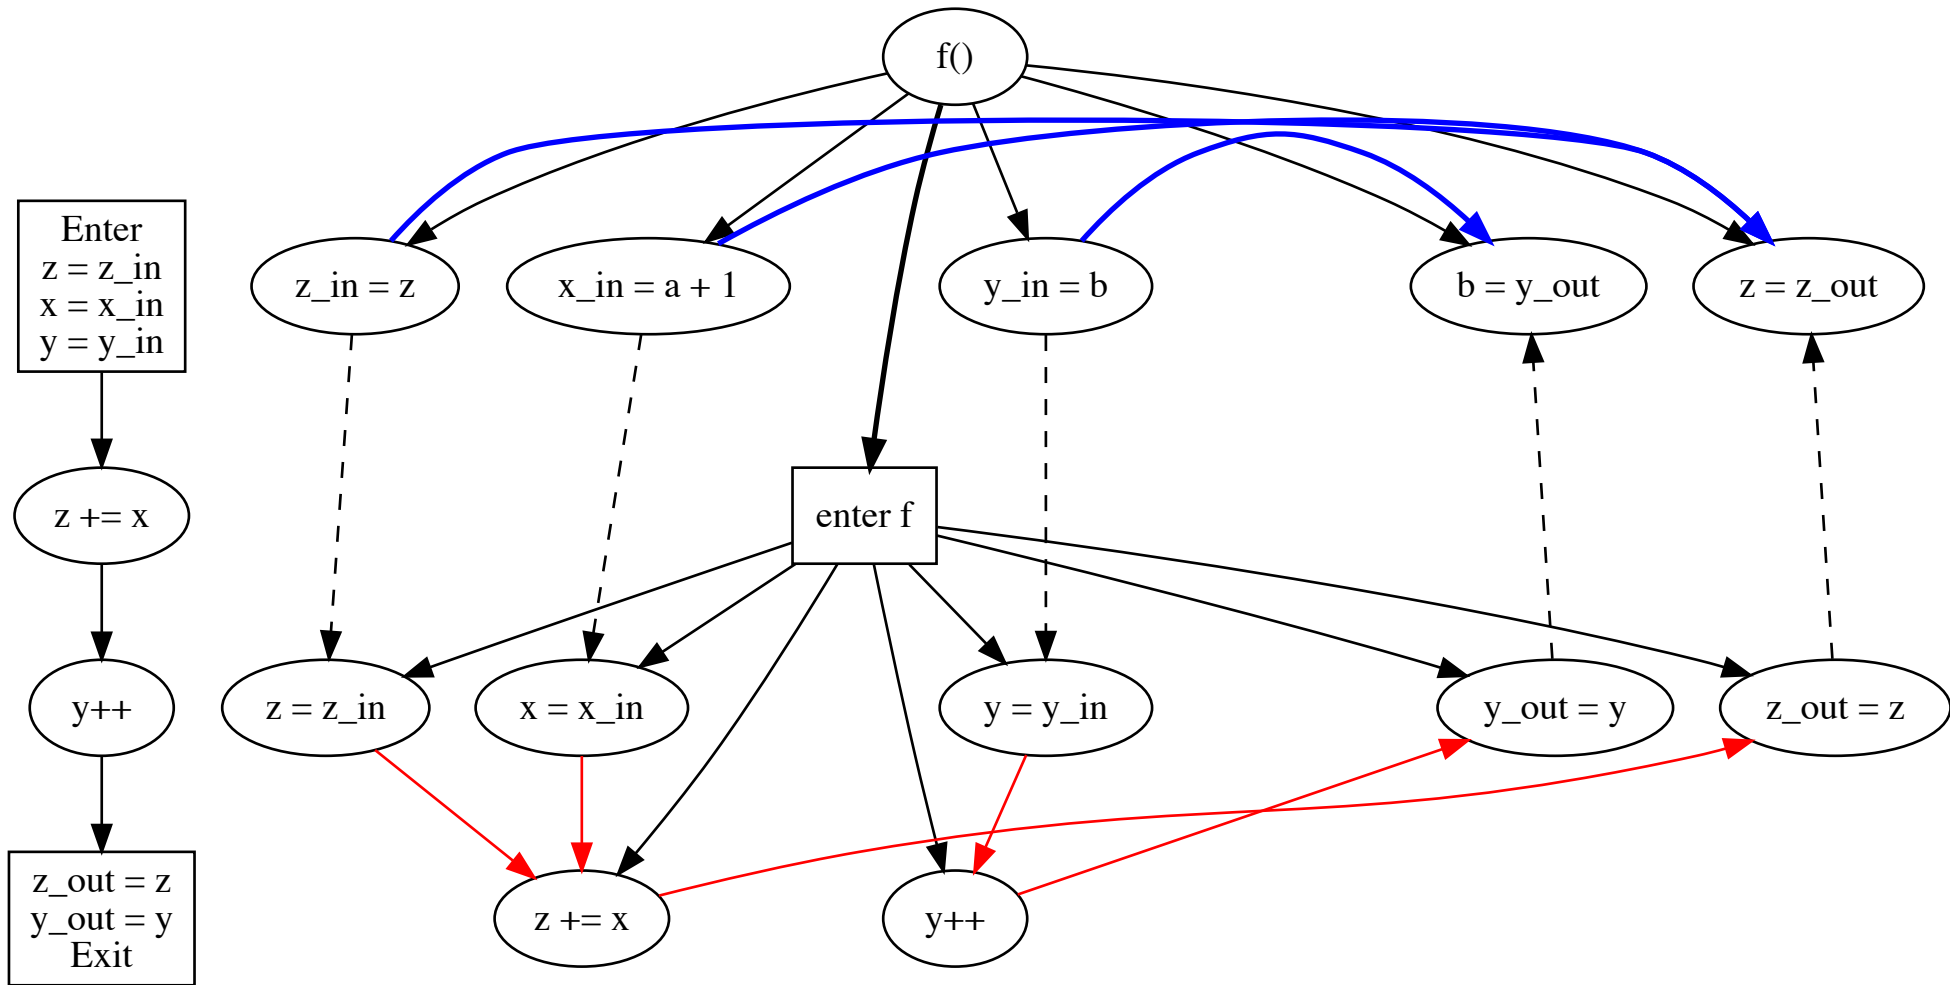 f()
Enter
z = z_in
x = x_in
y = y_in
z_in = z
x_in = a + 1
y_in = b
b = y_out
z = z_out
z += x
enter f
y++
z = z_in
x = x_in
y = y_in
y_out = y
z_out = z
z_out = z
y_out = y
Exit
z += x
y++